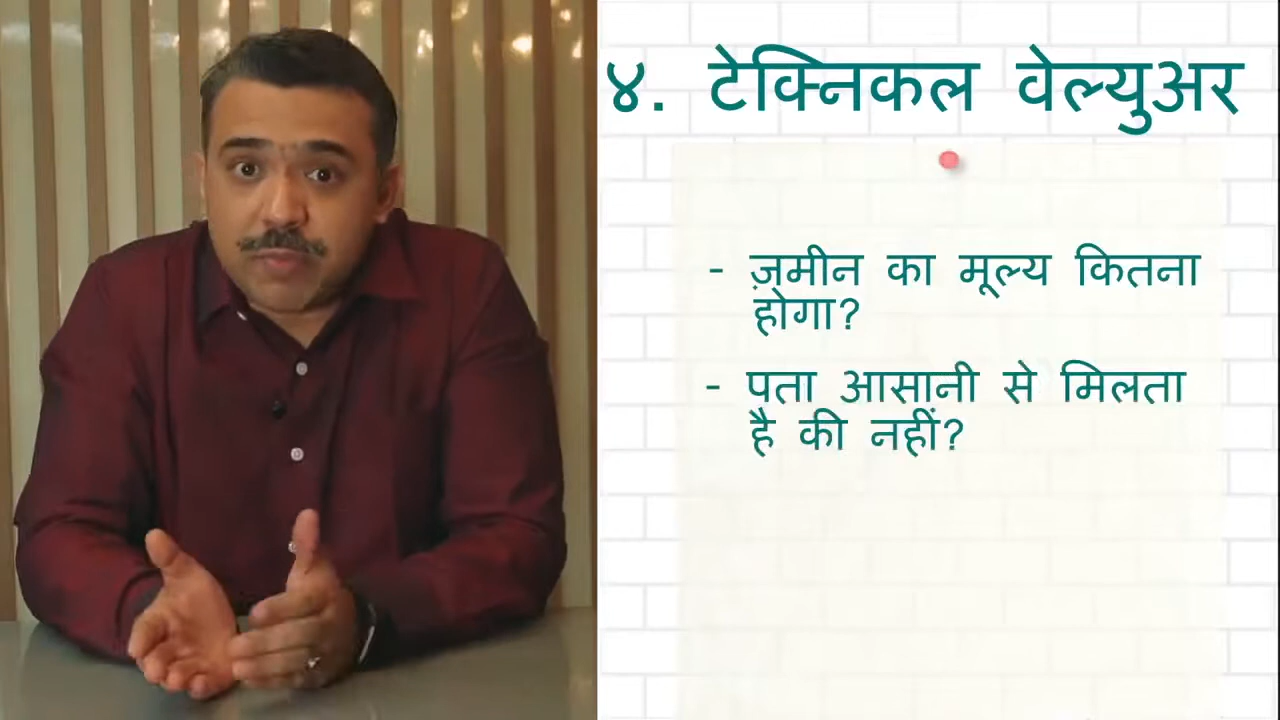 ४. टेक्निकल वेल्युअर
- ज़मीन का मूल्य कितना
होगा?
- पता आसानी से मिलता
है की नहीं?